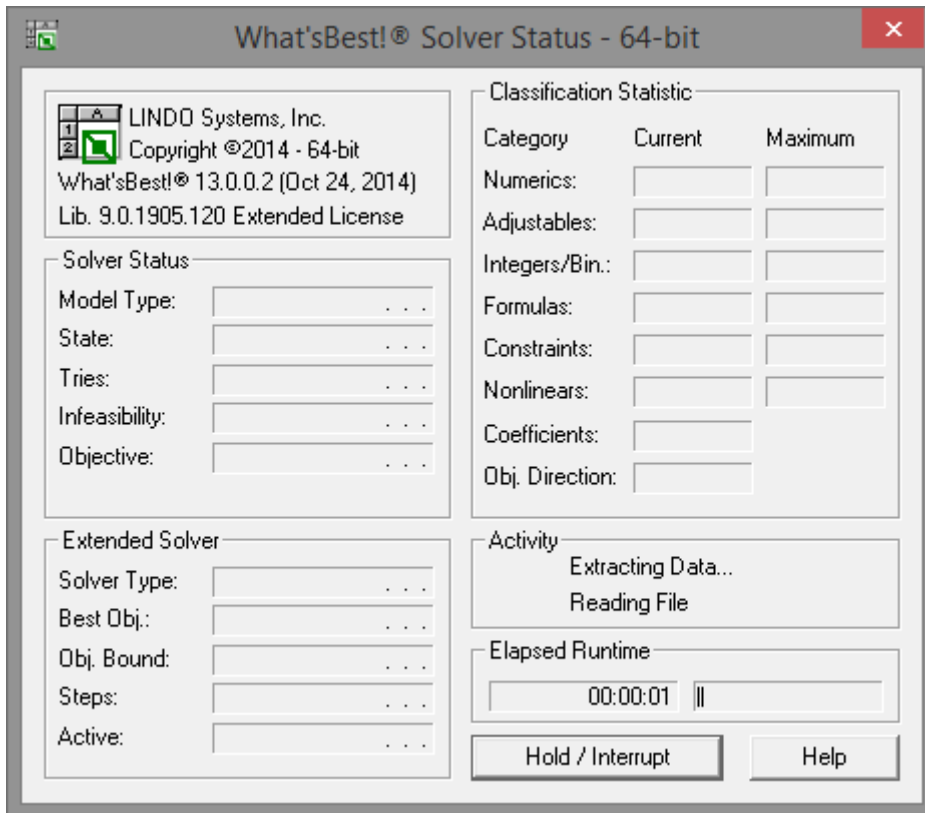 What'sBest!® Solver Status - 64-bit
LINDO Systems, Inc.
Copyright ©2014 - 64-bit
What'sBest!® 13.0.0.2 (Oct 24, 2014)
Lib. 9.0.1905.120 Extended License
Solver Status
Model Type: . . .
State: . . .
Tries: . . .
Infeasibility: . . .
Objective: . . .
Extended Solver
Solver Type: . . .
Best Obj.: . . .
Obj. Bound: . . .
Steps: . . .
Active: . . .
Classification Statistic
Category Current Maximum
Numerics:
Adjustables:
Integers/Bin.:
Formulas:
Constraints:
Nonlinears:
Coefficients:
Obj. Direction:
Activity
Extracting Data...
Reading File
Elapsed Runtime
00:00:01 ||
Hold / Interrupt Help